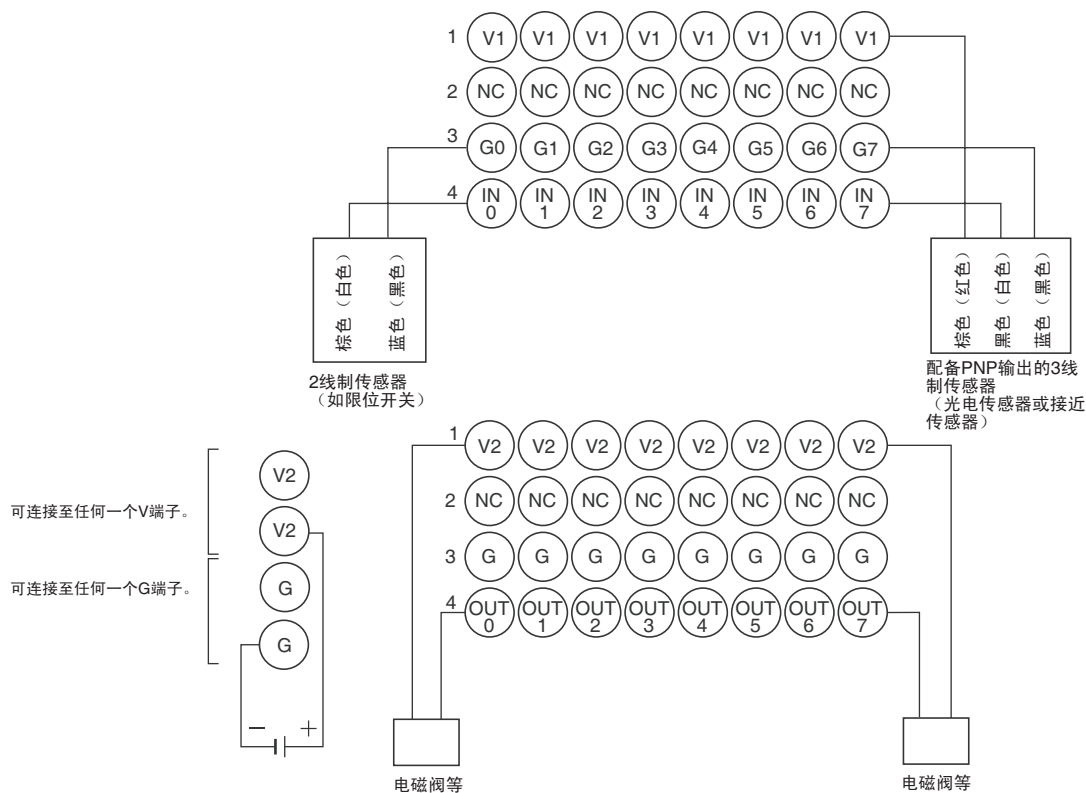 1 V1 V1 V1 V1 V1 V1 V1 V1
2 NC NC NC NC NC NC NC NC
3 G0 G1 G2 G3 G4 G5 G6 G7
4 IN 0 IN 1 IN 2 IN 3 IN 4 IN 5 IN 6 IN 7
棕色（白色）
蓝色（黑色）
2线制传感器
（如限位开关）
棕色（红色）
黑色（白色）
蓝色（黑色）
配备PNP输出的3线
制传感器
（光电传感器或接近
传感器）
1 V2 V2 V2 V2 V2 V2 V2 V2
2 NC NC NC NC NC NC NC NC
3 G G G G G G G G
4 OUT 0 OUT 1 OUT 2 OUT 3 OUT 4 OUT 5 OUT 6 OUT 7
可连接至任何一个V端子。
V2
V2
可连接至任何一个G端子。
G
G
− +
电磁阀等
电磁阀等